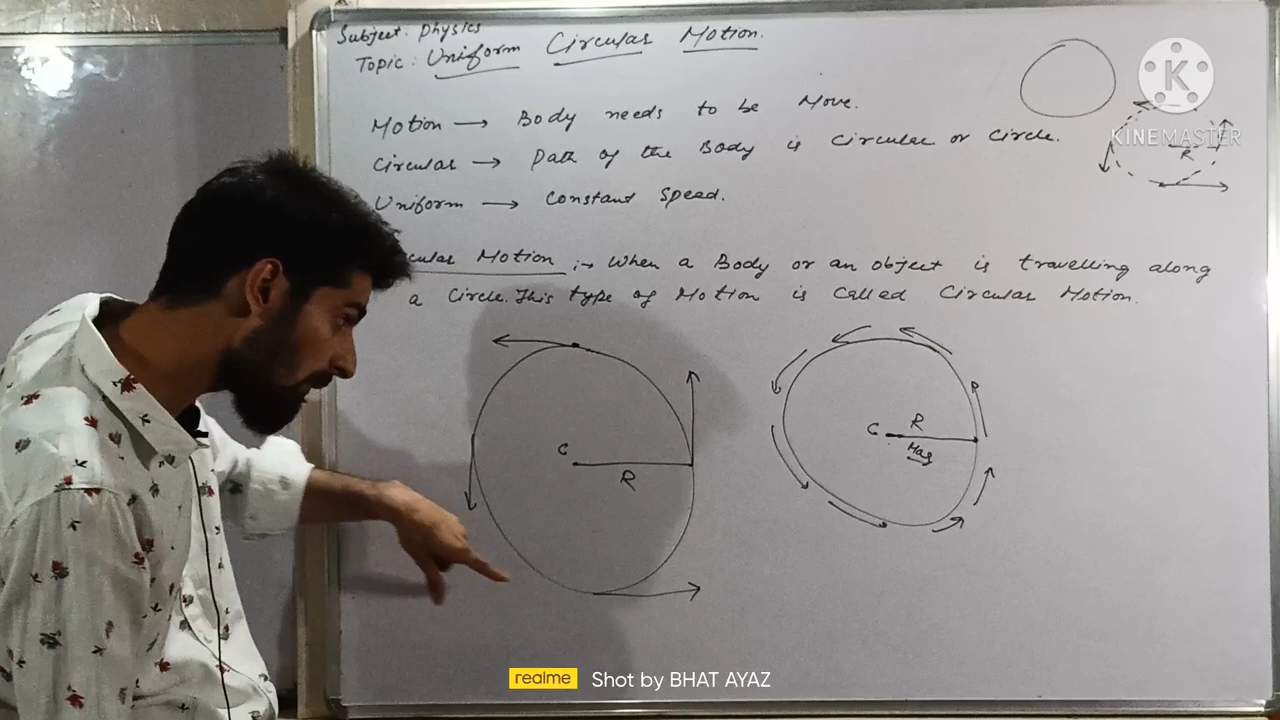 Subject: Physics
Topic: Uniform Circular Motion.
Motion → Body needs to be Move.
Circular → Path of the Body is Circular or Circle.
Uniform → Constant Speed.
cular Motion :→ When a Body or an object is travelling along
a Circle. This type of Motion is Called Circular Motion.
R
K
KINEMASTER
C
R
C
R
realme Shot by BHAT AYAZ